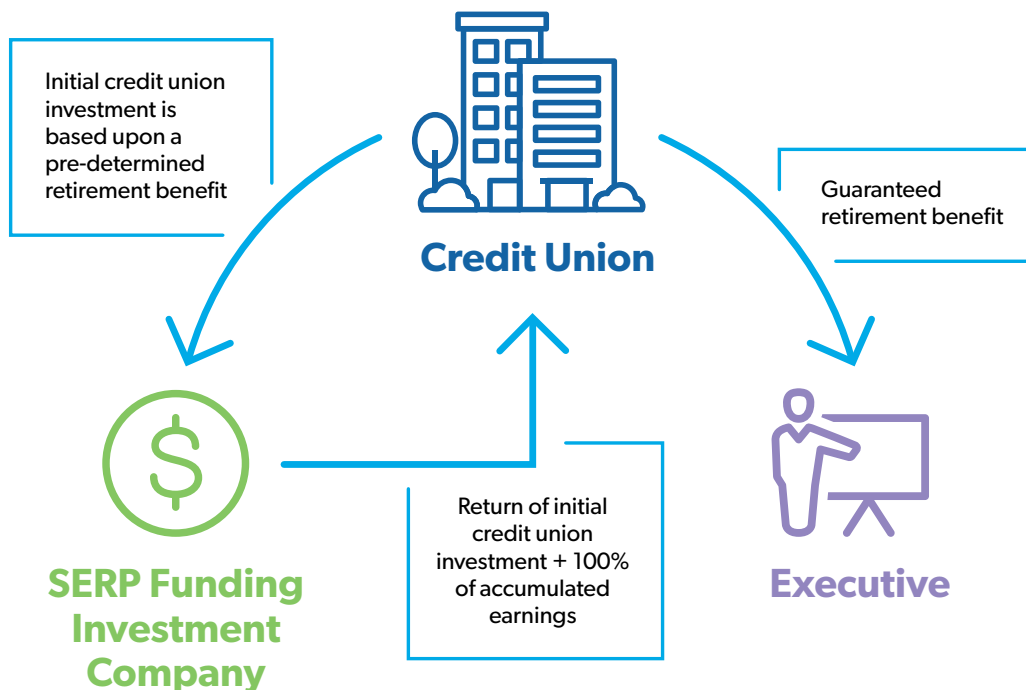 Initial credit union
investment is
based upon a
pre-determined
retirement benefit
Guaranteed
retirement benefit
Credit Union
$
Return of initial
credit union
investment + 100%
of accumulated
earnings
SERP Funding
Investment
Company
Executive